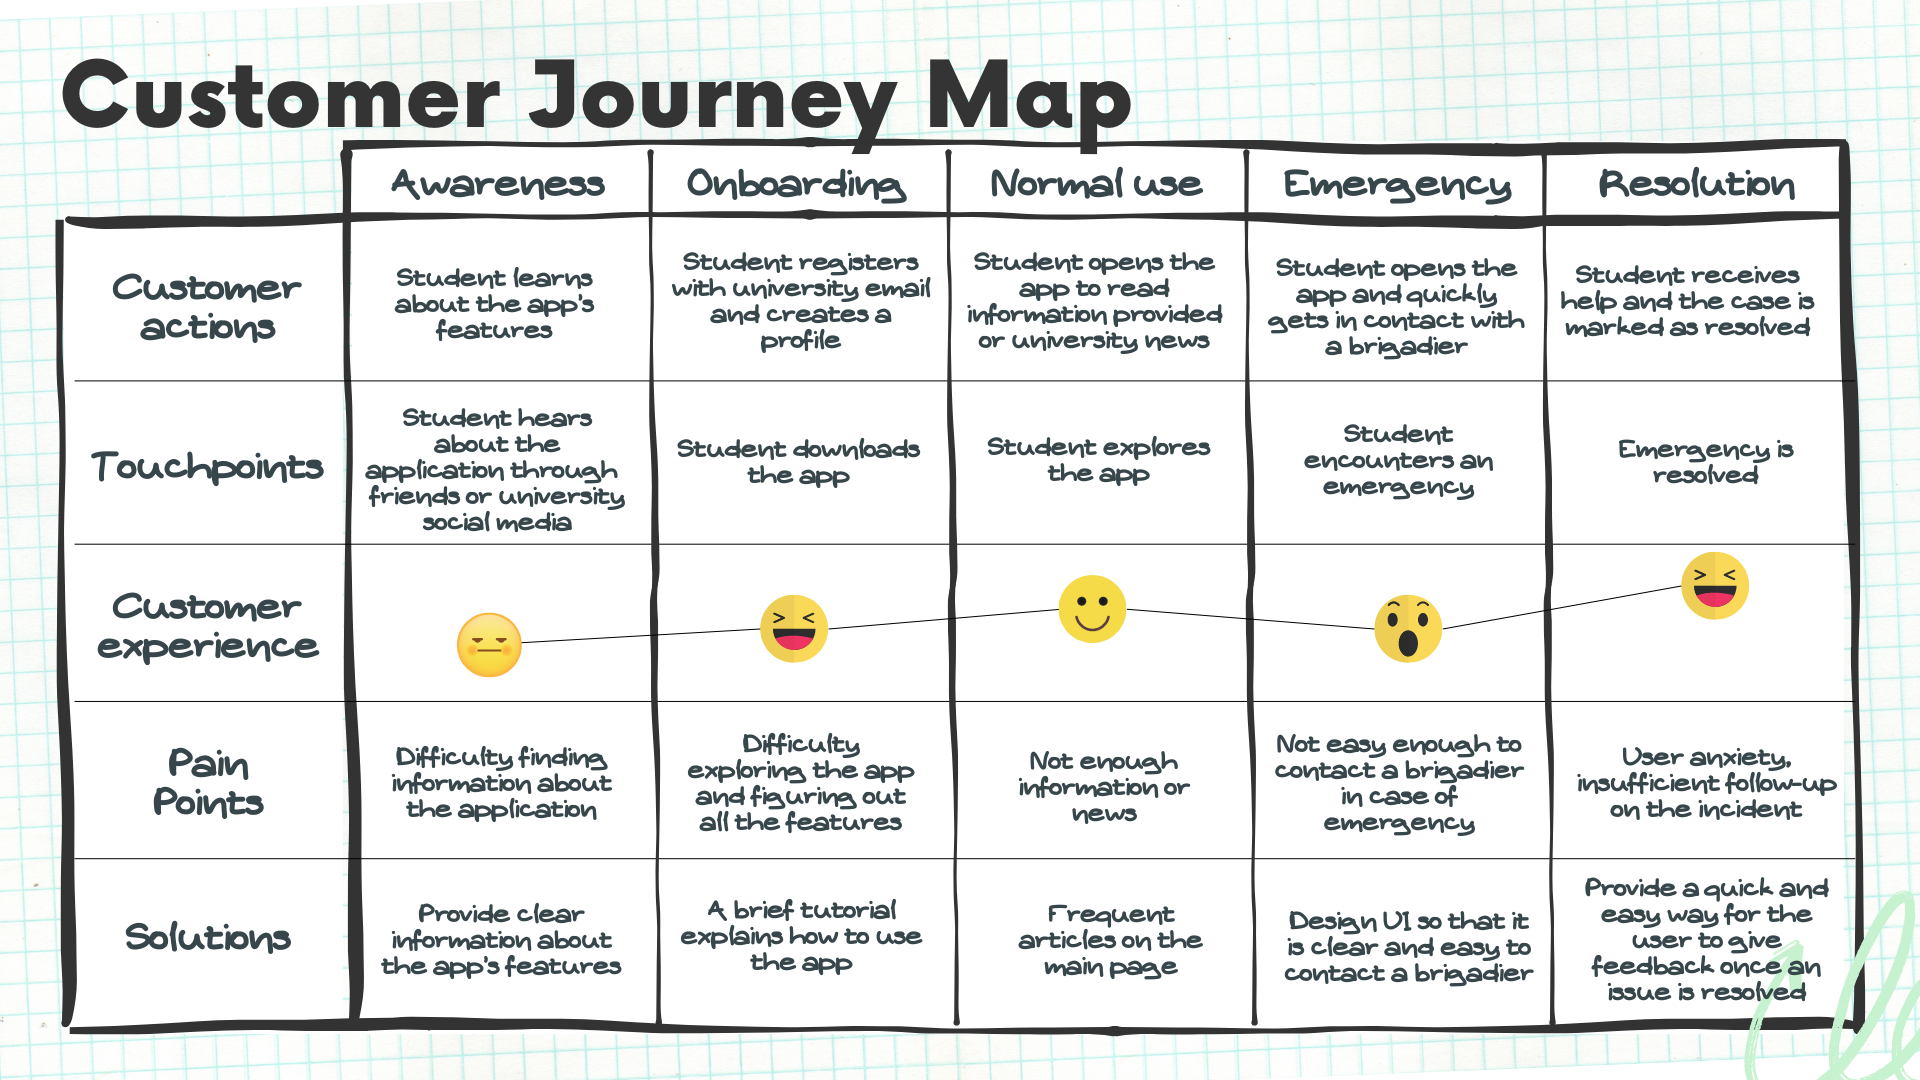 Customer Journey Map
Awareness
Onboarding
Normal use
Emergency
Resolution
Customer
actions
Student learns
about the app's
features
Student registers
with university email
and creates a
profile
Student opens the
app to read
information provided
or university news
Student opens the
app and quickly
gets in contact with
a brigadier
Student receives
help and the case is
marked as resolved
Touchpoints
Student hears
about the
application through
friends or university
social media
Student downloads
the app
Student explores
the app
Student
encounters an
emergency
Emergency is
resolved
Customer
experience
Pain
Points
Difficulty finding
information about
the application
Difficulty
exploring the app
and figuring out
all the features
Not enough
information or
news
Not easy enough to
contact a brigadier
in case of
emergency
User anxiety,
insufficient follow-up
on the incident
Solutions
Provide clear
information about
the app's features
A brief tutorial
explains how to use
the app
Frequent
articles on the
main page
Design UI so that it
is clear and easy to
contact a brigadier
Provide a quick and
easy way for the
user to give
feedback once an
issue is resolved